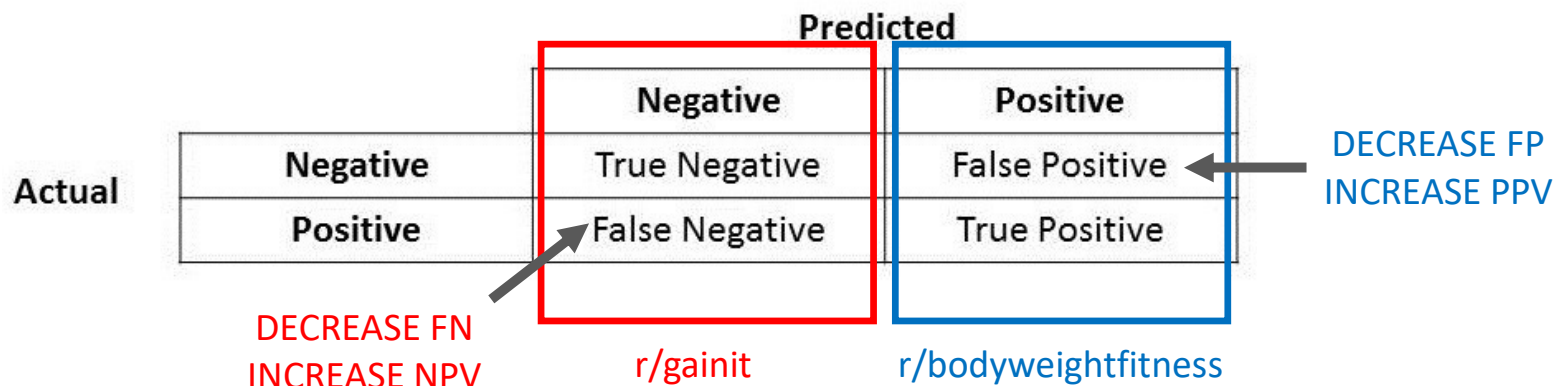 Predicted
Negative Positive
Actual Negative True Negative False Positive
Positive False Negative True Positive
DECREASE FP
INCREASE PPV
DECREASE FN
INCREASE NPV
r/gainit r/bodyweightfitness